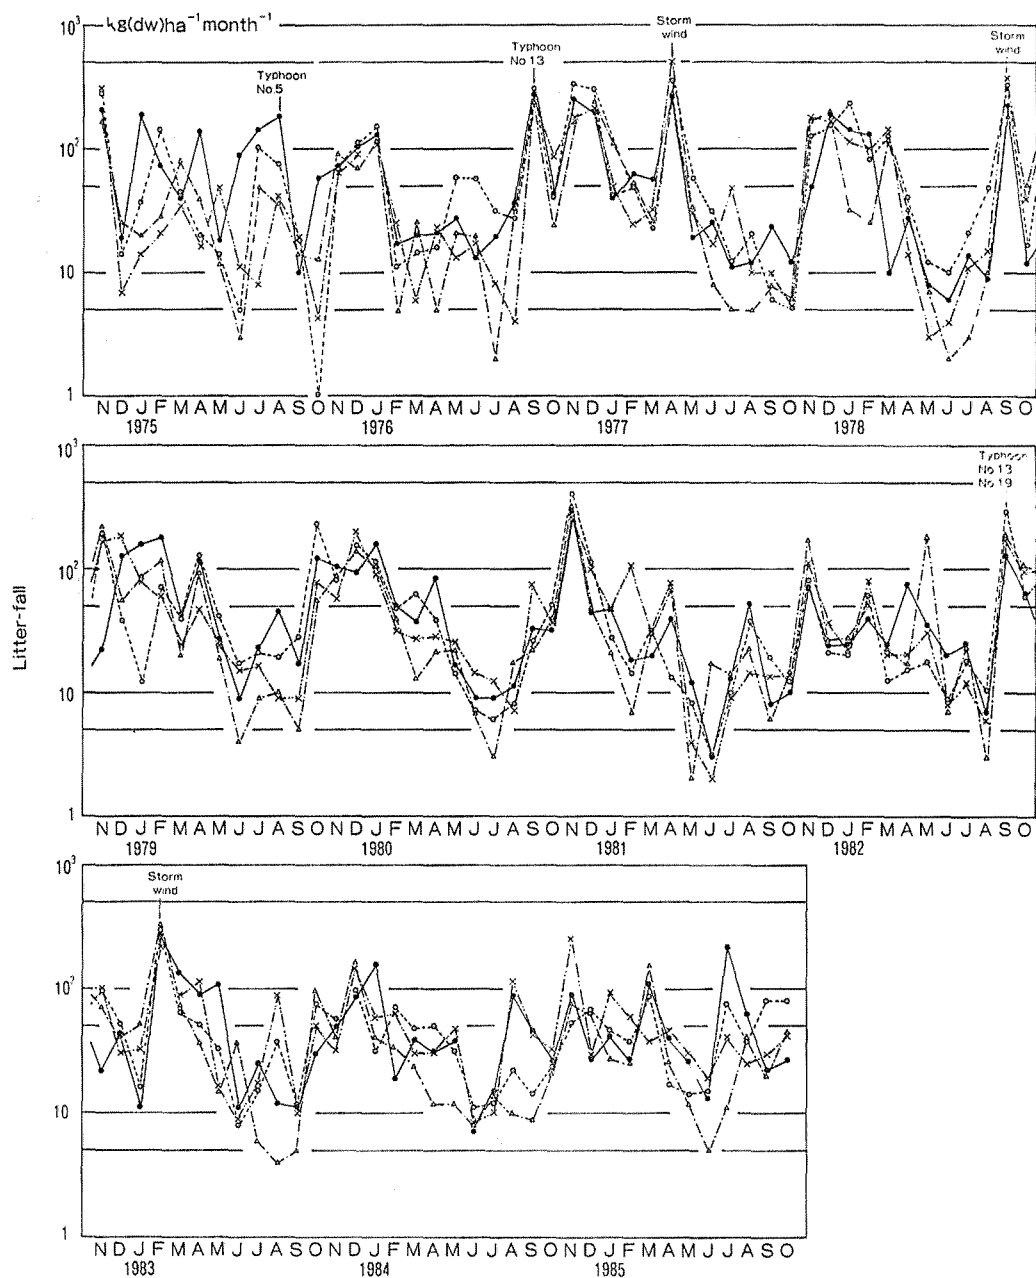 10³
kg(dw)ha⁻¹month⁻¹
Storm
wind
Storm
wind
Typhoon
No.13
Typhoon
No.5
10²
10
1
N D J F M A M J J A S O N D J F M A M J J A S O N D J F M A M J J A S O N D J F M A M J J A S O
1975 1976 1977 1978
Litter-fall
10³
Typhoon
No.13
No.19
10²
10
1
N D J F M A M J J A S O N D J F M A M J J A S O N D J F M A M J J A S O N D J F M A M J J A S O
1979 1980 1981 1982
10³
Storm
wind
10²
10
1
N D J F M A M J J A S O N D J F M A M J J A S O N D J F M A M J J A S O
1983 1984 1985